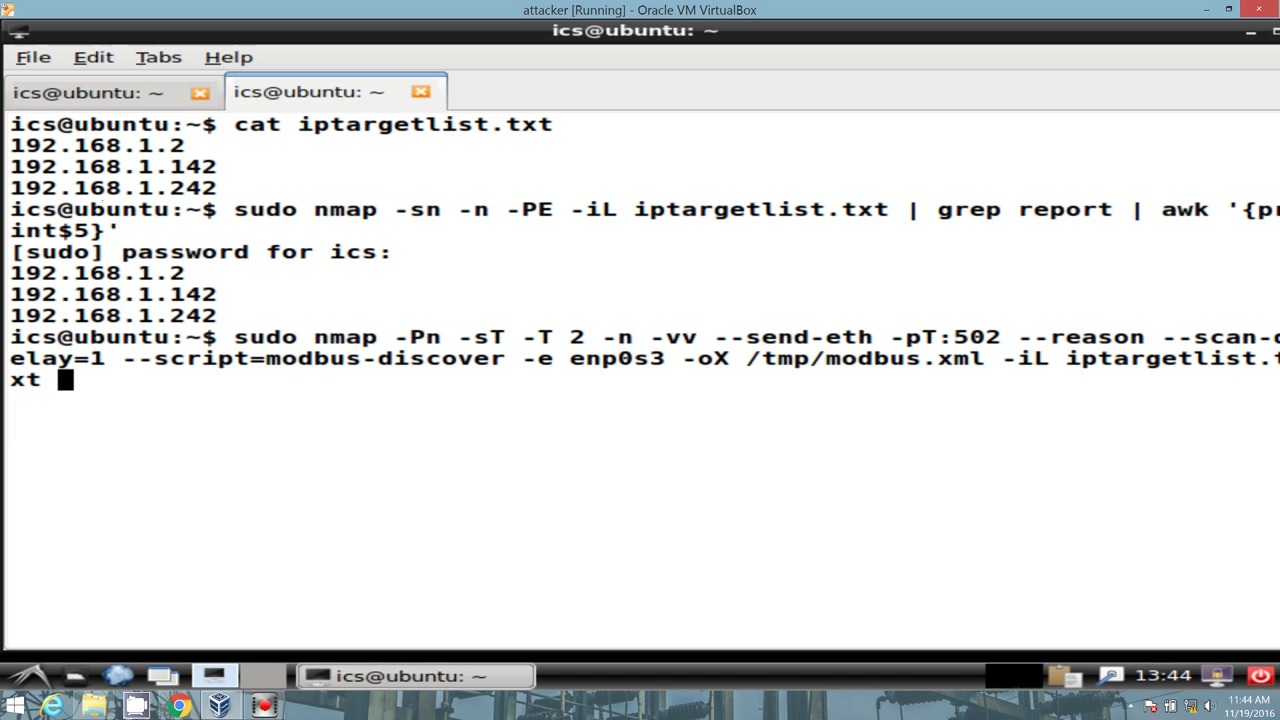 attacker [Running] - Oracle VM VirtualBox
ics@ubuntu: ~
File Edit Tabs Help
ics@ubuntu: ~ ics@ubuntu: ~
ics@ubuntu:~$ cat iptargetlist.txt
192.168.1.2
192.168.1.142
192.168.1.242
ics@ubuntu:~$ sudo nmap -sn -n -PE -iL iptargetlist.txt | grep report | awk '{pr
int$5}'
[sudo] password for ics:
192.168.1.2
192.168.1.142
192.168.1.242
ics@ubuntu:~$ sudo nmap -Pn -sT -T 2 -n -vv --send-eth -pT:502 --reason --scan-d
elay=1 --script=modbus-discover -e enp0s3 -oX /tmp/modbus.xml -iL iptargetlist.t
xt
ics@ubuntu: ~ 13:44
11:44 AM
11/19/2016